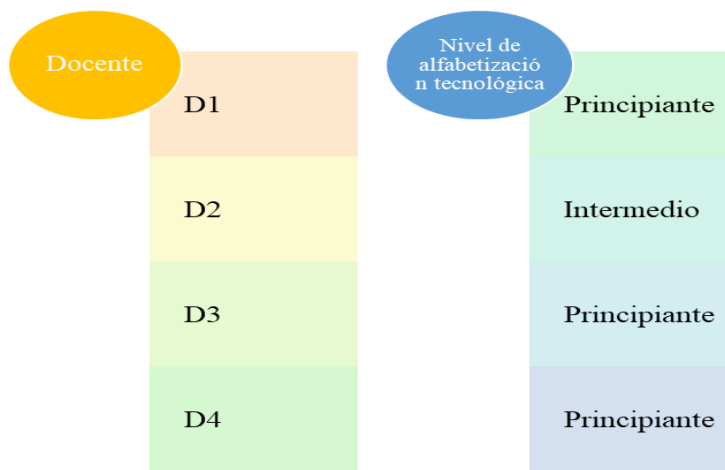 Docente
Nivel de
alfabetizació
n tecnológica
D1
Principiante
D2
Intermedio
D3
Principiante
D4
Principiante